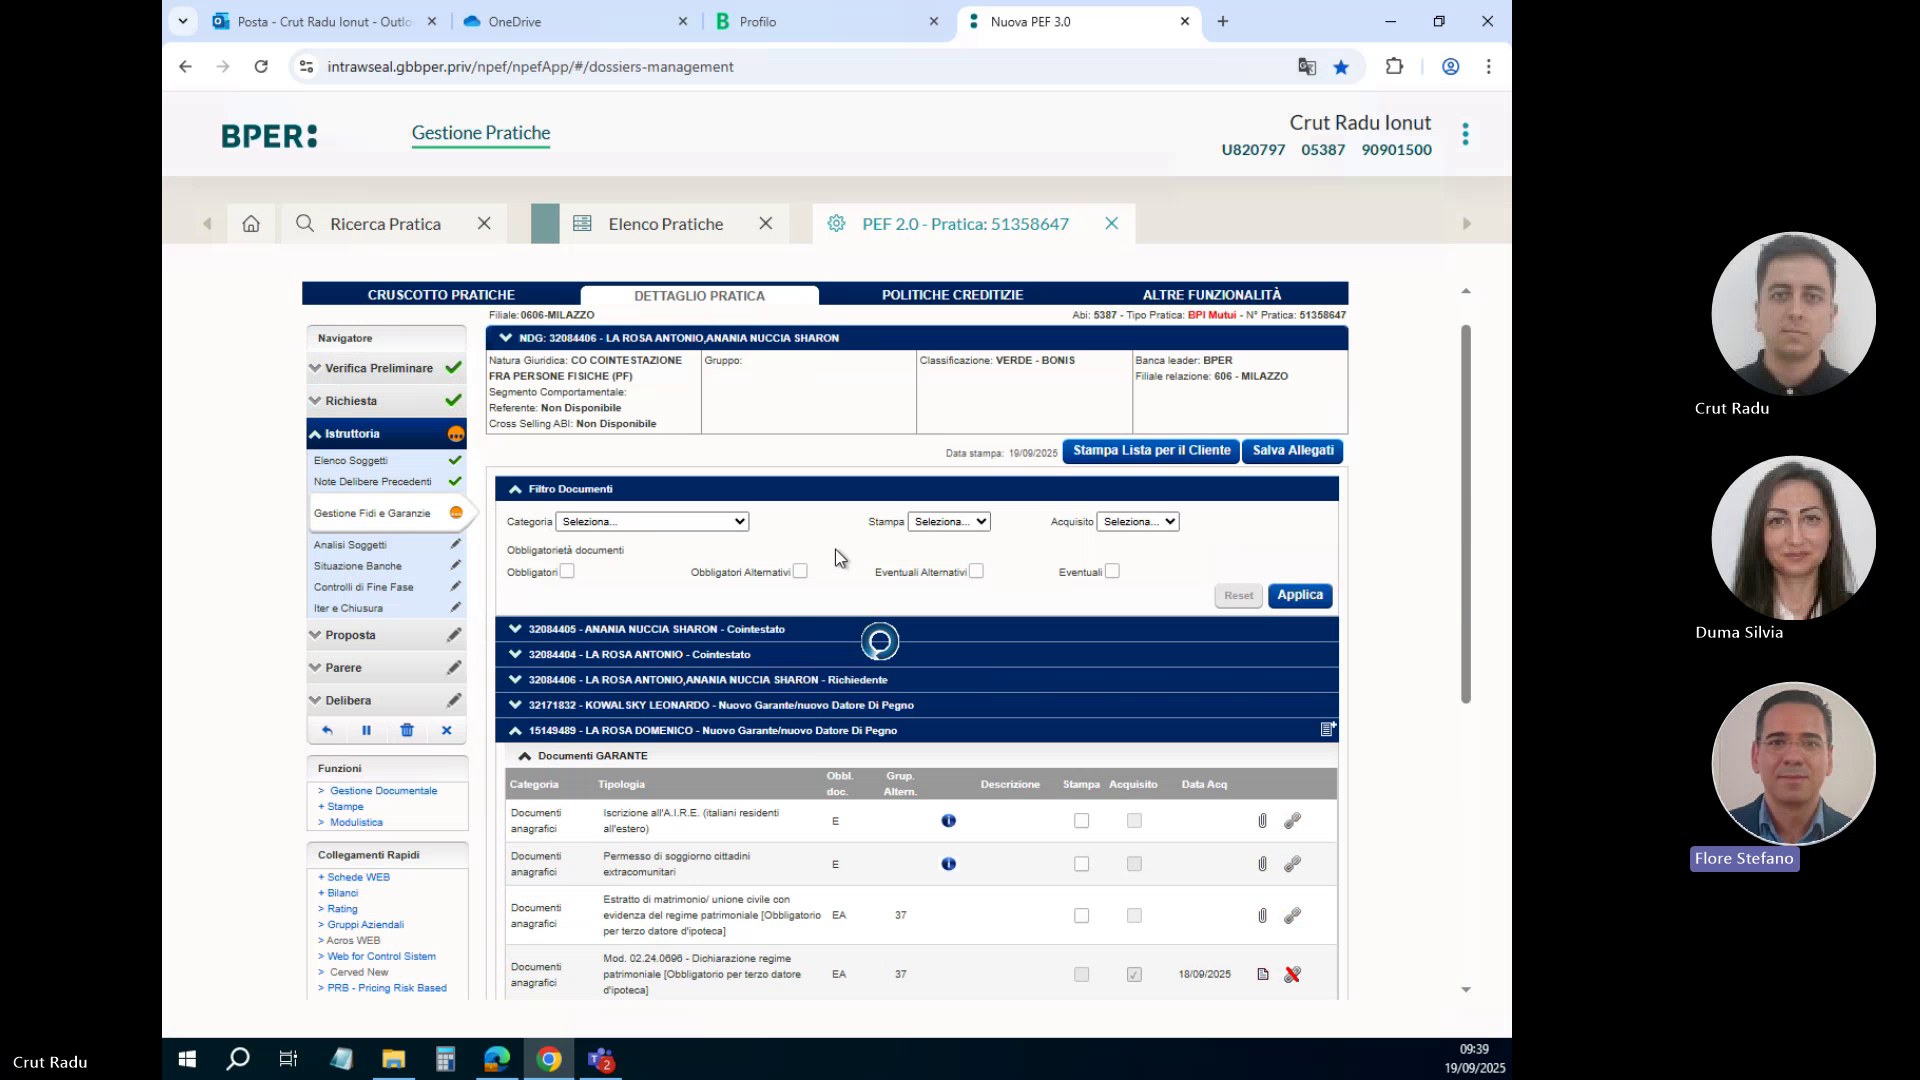 Posta - Crut Radu Ionut - Outlo
OneDrive
Profilo
Nuova PEF 3.0
intrawseal.gbbper.priv/npef/npefApp/#/dossiers-management
BPER:
Gestione Pratiche
Crut Radu Ionut
U820797 05387 90901500
Ricerca Pratica
Elenco Pratiche
PEF 2.0 - Pratica: 51358647
CRUSCOTTO PRATICHE
DETTAGLIO PRATICA
POLITICHE CREDITIZIE
ALTRE FUNZIONALITÀ
Filiale: 0606-MILAZZO
Abi: 5387 - Tipo Pratica: BPI Mutui - N° Pratica: 51358647
Navigatore
Verifica Preliminare
Richiesta
Istruttoria
Elenco Soggetti
Note Delibere Precedenti
Gestione Fidi e Garanzie
Analisi Soggetti
Situazione Banche
Controlli di Fine Fase
Iter e Chiusura
Proposta
Parere
Delibera
Funzioni
> Gestione Documentale
+ Stampe
> Modulistica
Collegamenti Rapidi
+ Schede WEB
+ Bilanci
> Rating
> Gruppi Aziendali
> Acros WEB
> Web for Control Sistem
> Cerved New
> PRB - Pricing Risk Based
NDG: 32084406 - LA ROSA ANTONIO,ANANIA NUCCIA SHARON
Natura Giuridica: CO COINTESTAZIONE
FRA PERSONE FISICHE (PF)
Segmento Comportamentale:
Referente: Non Disponibile
Cross Selling ABI: Non Disponibile
Gruppo:
Classificazione: VERDE - BONIS
Banca leader: BPER
Filiale relazione: 606 - MILAZZO
Data stampa: 19/09/2025
Stampa Lista per il Cliente
Salva Allegati
Filtro Documenti
Categoria Seleziona...
Stampa Seleziona...
Acquisito Seleziona...
Obbligatorietà documenti
Obbligatori
Obbligatori Alternativi
Eventuali Alternativi
Eventuali
Reset
Applica
32084405 - ANANIA NUCCIA SHARON - Cointestato
32084404 - LA ROSA ANTONIO - Cointestato
32084406 - LA ROSA ANTONIO,ANANIA NUCCIA SHARON - Richiedente
32171832 - KOWALSKY LEONARDO - Nuovo Garante/nuovo Datore Di Pegno
15149489 - LA ROSA DOMENICO - Nuovo Garante/nuovo Datore Di Pegno
Documenti GARANTE
Categoria
Tipologia
Obbl. doc.
Grup. Altern.
Descrizione
Stampa
Acquisito
Data Acq
Documenti anagrafici
Iscrizione all'A.I.R.E. (italiani residenti
all'estero)
E
Documenti anagrafici
Permesso di soggiorno cittadini
extracomunitari
E
Documenti anagrafici
Estratto di matrimonio/ unione civile con
evidenza del regime patrimoniale [Obbligatorio
per terzo datore d'ipoteca]
EA
37
Documenti anagrafici
Mod. 02.24.0696 - Dichiarazione regime
patrimoniale [Obbligatorio per terzo datore
d'ipoteca]
EA
37
18/09/2025
2
09:39
19/09/2025
Crut Radu
Duma Silvia
Flore Stefano
Crut Radu